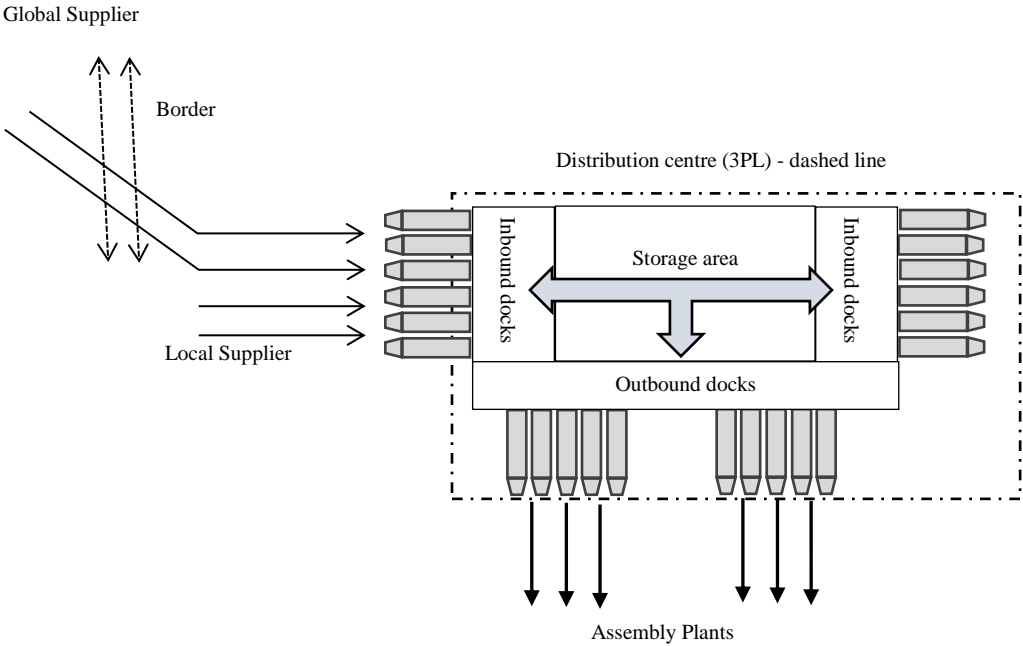 Global Supplier
Border
Distribution centre (3PL) - dashed line
Inbound docks
Storage area
Inbound docks
Local Supplier
Outbound docks
Assembly Plants